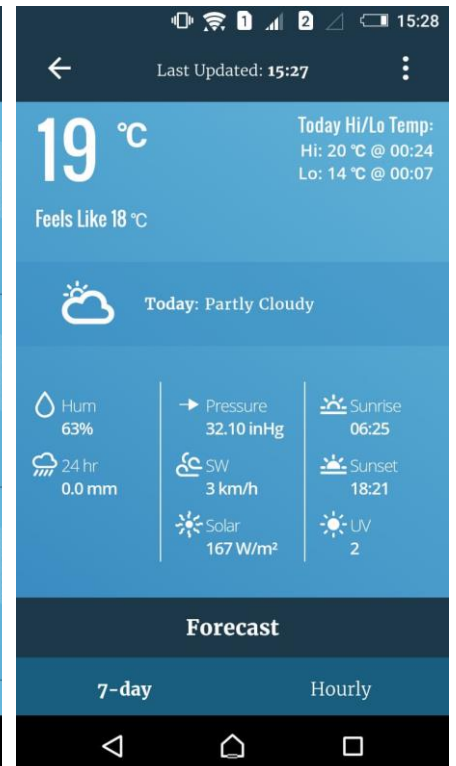 1 2 15:28
Last Updated: 15:27
19 °C
Feels Like 18 °C
Today Hi/Lo Temp:
Hi: 20 °C @ 00:24
Lo: 14 °C @ 00:07
Today: Partly Cloudy
Hum
63%
24 hr
0.0 mm
Pressure
32.10 inHg
SW
3 km/h
Solar
167 W/m²
Sunrise
06:25
Sunset
18:21
UV
2
Forecast
7-day Hourly